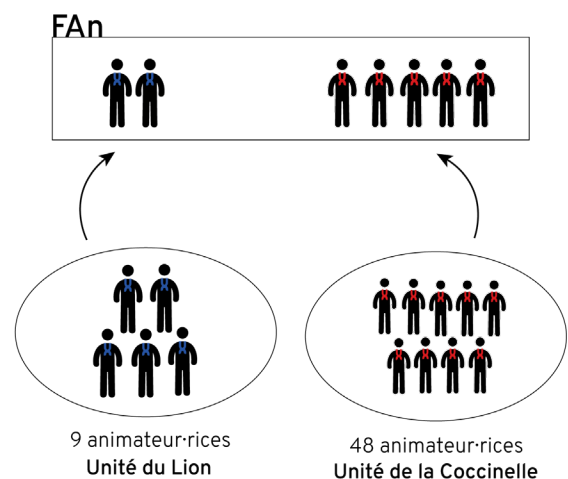 FAn
9 animateur·rices
Unité du Lion
48 animateur·rices
Unité de la Coccinelle